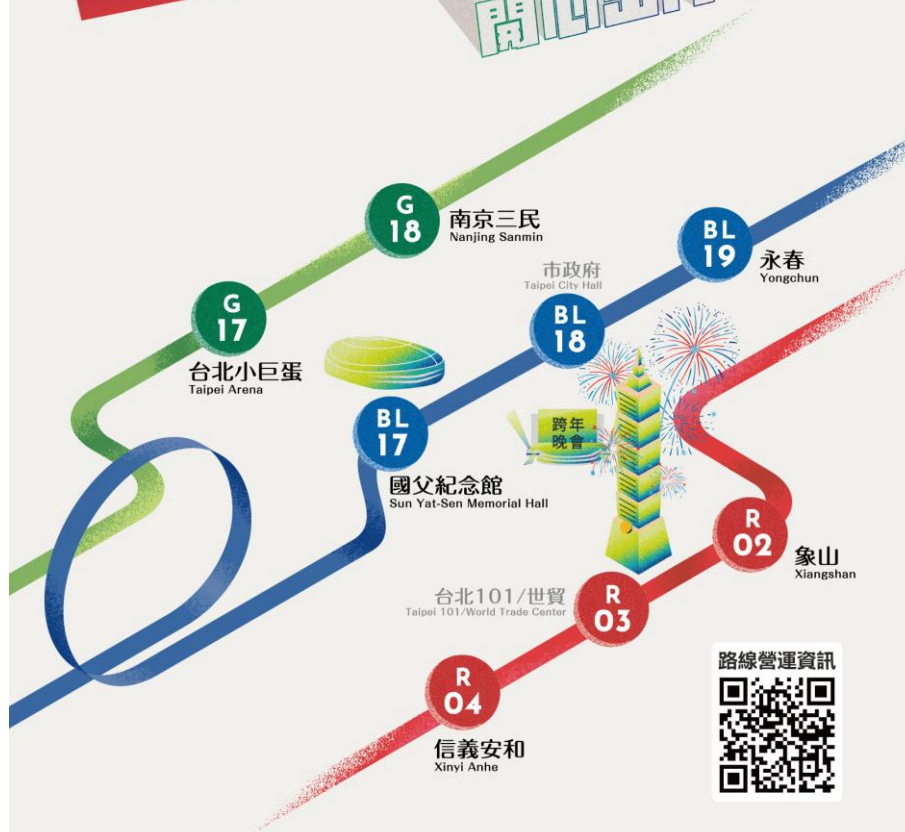 G
18
南京三民
Nanjing Sanmin
BL
19
永春
Yongchun
市政府
Taipei City Hall
BL
18
G
17
台北小巨蛋
Taipei Arena
跨年
晚會
BL
17
國父紀念館
Sun Yat-Sen Memorial Hall
R
02
象山
Xiangshan
台北101/世貿
Taipei 101/World Trade Center
R
03
R
04
信義安和
Xinyi Anhe
路線營運資訊